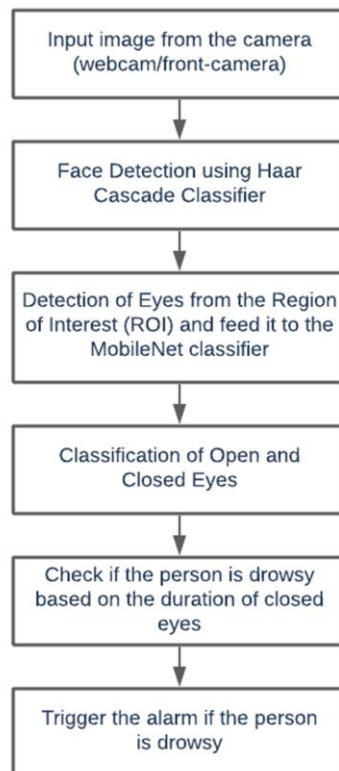 Input image from the camera
(webcam/front-camera)
Face Detection using Haar
Cascade Classifier
Detection of Eyes from the Region
of Interest (ROI) and feed it to the
MobileNet classifier
Classification of Open and
Closed Eyes
Check if the person is drowsy
based on the duration of closed
eyes
Trigger the alarm if the person
is drowsy